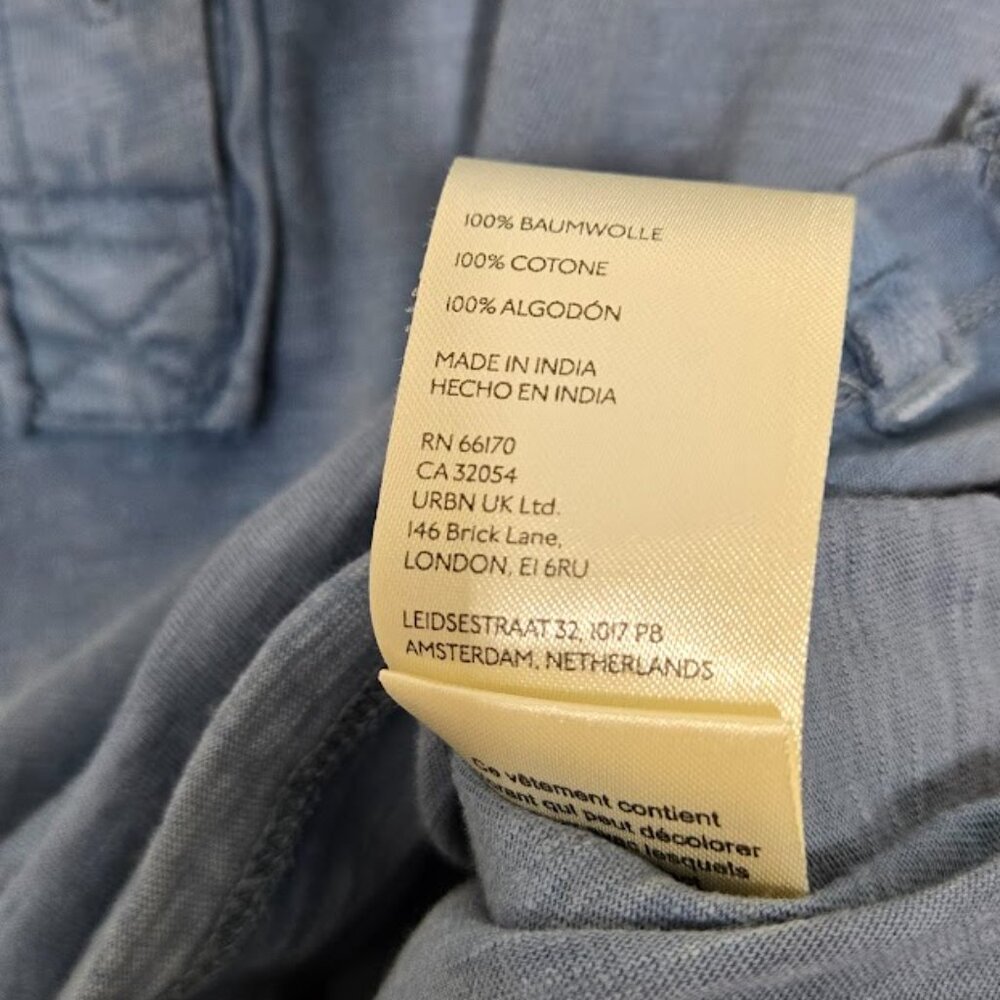 100% BAUMWOLLE
100% COTONE
100% ALGODÓN
MADE IN INDIA
HECHO EN INDIA
RN 66170
CA 32054
URBN UK Ltd.
146 Brick Lane,
LONDON, E1 6RU
LEIDSESTRAAT 32, 1017 PB
AMSTERDAM, NETHERLANDS
Ce vêtement contient
qui peut décolorer
lesquels